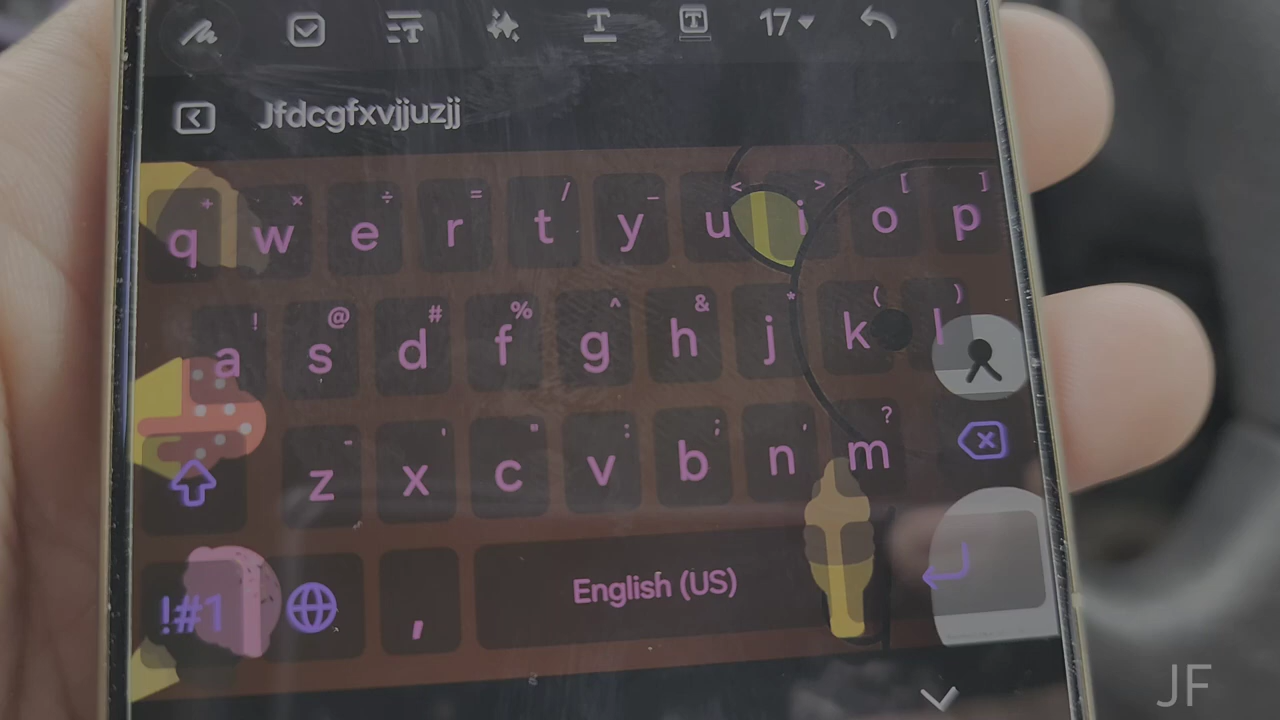 17
Jfdcgfxvjjuzjj
+ × ÷ = / _ < > [ ]
q w e r t y u i o p
! @ # % ^ & * ( )
a s d f g h j k l
- ' " : ; , ?
z x c v b n m
!#1 , English (US)
JF